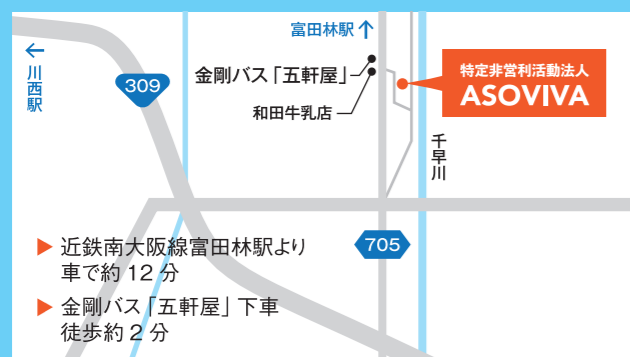 富田林駅↑
←
川西駅
309
金剛バス「五軒屋」
和田牛乳店
特定非営利活動法人
ASOVIVA
千早川
705
▶ 近鉄南大阪線富田林駅より
車で約 12 分
▶ 金剛バス「五軒屋」下車
徒歩約 2 分